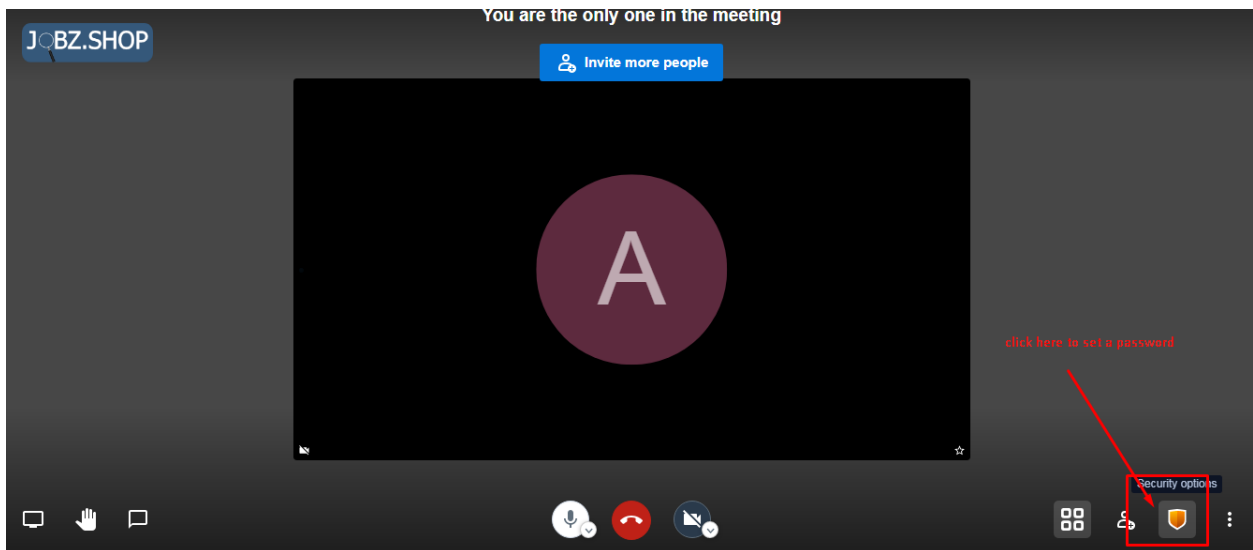 You are the only one in the meeting
JOBZ.SHOP
Invite more people
A
click here to set a password
Security options